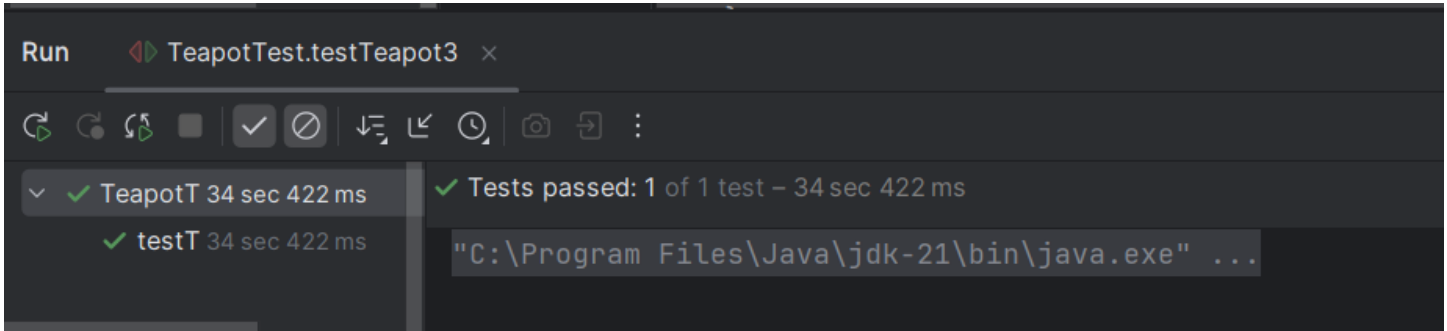 Run TeapotTest.testTeapot3
TeapotT 34 sec 422 ms
Tests passed: 1 of 1 test – 34 sec 422 ms
testT 34 sec 422 ms
"C:\Program Files\Java\jdk-21\bin\java.exe" ...